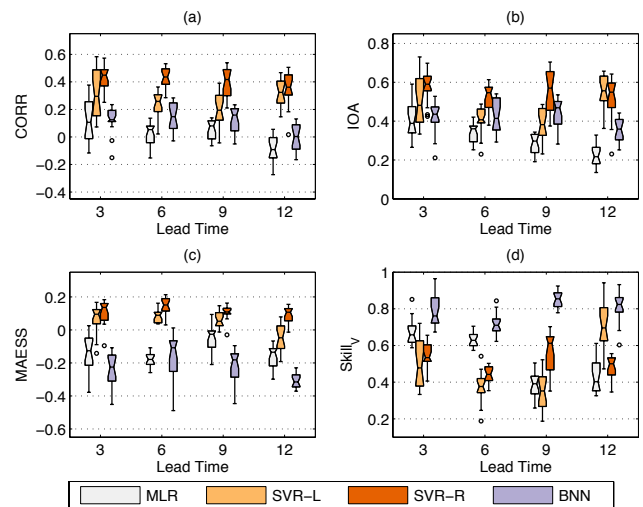 (a)
CORR
0.6
0.4
0.2
0
−0.2
−0.4
3 6 9 12
Lead Time
(b)
IOA
0.8
0.6
0.4
0.2
0
3 6 9 12
Lead Time
(c)
MAESS
0.2
0
−0.2
−0.4
−0.6
3 6 9 12
Lead Time
(d)
Skill_V
1
0.8
0.6
0.4
0.2
3 6 9 12
Lead Time
MLR SVR−L SVR−R BNN